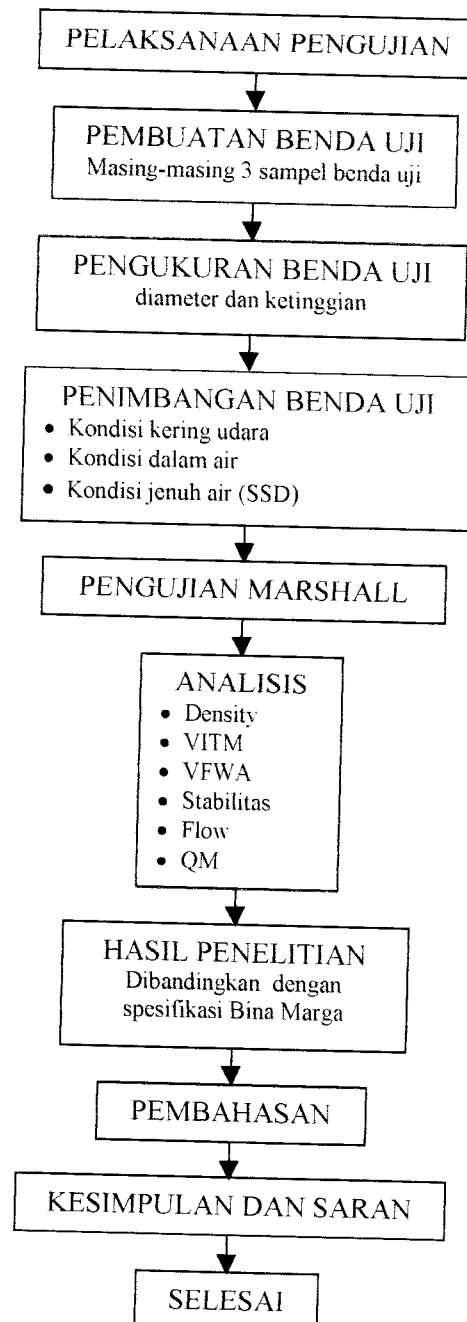 PELAKSANAAN PENGUJIAN
PEMBUATAN BENDA UJI
Masing-masing 3 sampel benda uji
PENGUKURAN BENDA UJI
diameter dan ketinggian
PENIMBANGAN BENDA UJI
• Kondisi kering udara
• Kondisi dalam air
• Kondisi jenuh air (SSD)
PENGUJIAN MARSHALL
ANALISIS
• Density
• VITM
• VFWA
• Stabilitas
• Flow
• QM
HASIL PENELITIAN
Dibandingkan dengan
spesifikasi Bina Marga
PEMBAHASAN
KESIMPULAN DAN SARAN
SELESAI